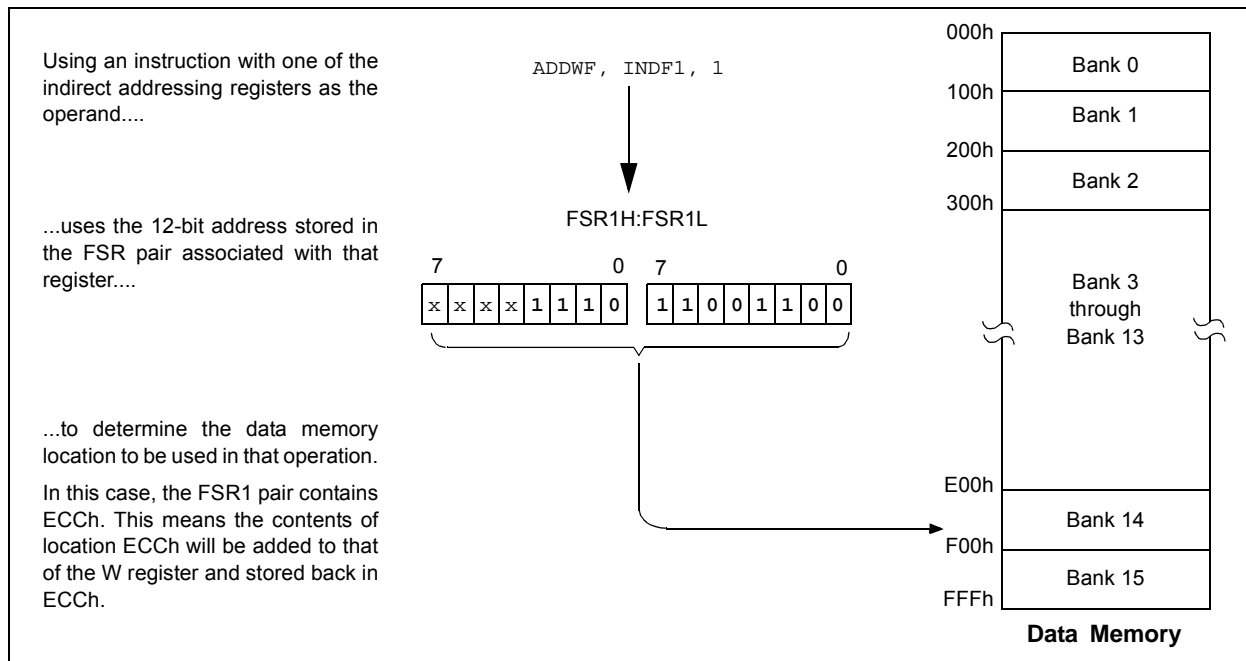 Using an instruction with one of the
indirect addressing registers as the
operand....
ADDWF, INDF1, 1
...uses the 12-bit address stored in
the FSR pair associated with that
register....
FSR1H:FSR1L
7 0 7 0
x x x x 1 1 1 0 1 1 0 0 1 1 0 0
...to determine the data memory
location to be used in that operation.
In this case, the FSR1 pair contains
ECCh. This means the contents of
location ECCh will be added to that
of the W register and stored back in
ECCh.
000h
Bank 0
100h
Bank 1
200h
Bank 2
300h
Bank 3
through
Bank 13
E00h
Bank 14
F00h
Bank 15
FFFh
Data Memory